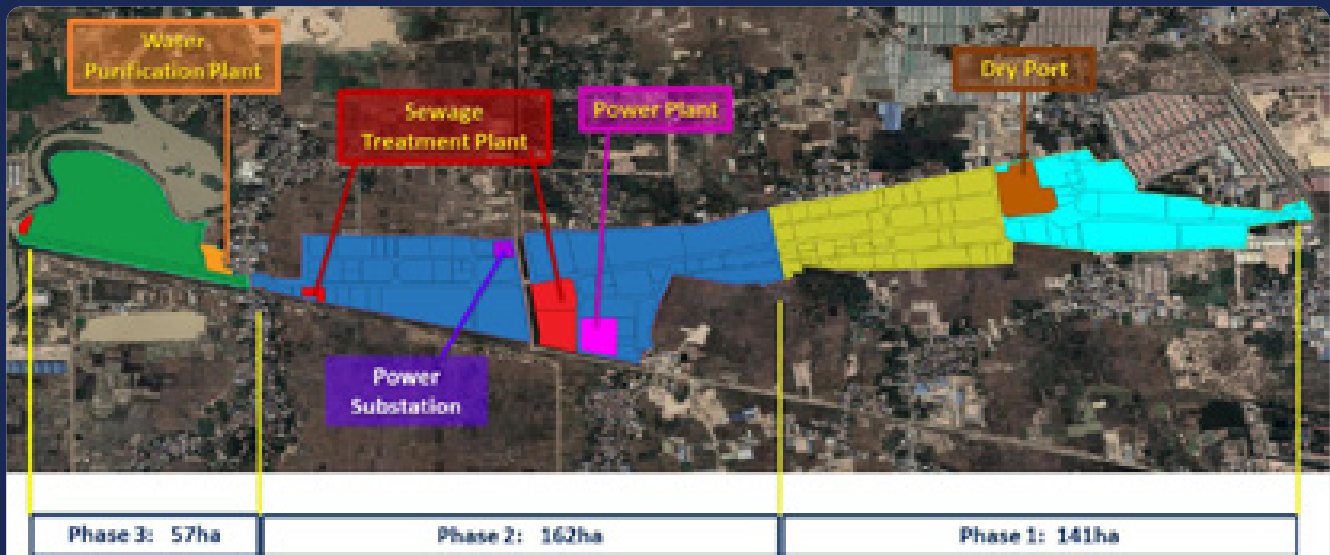 Water
Purification Plant
Sewage
Treatment Plant
Power Plant
Dry Port
Power
Substation
Phase 3: 57ha
Phase 2: 162ha
Phase 1: 141ha